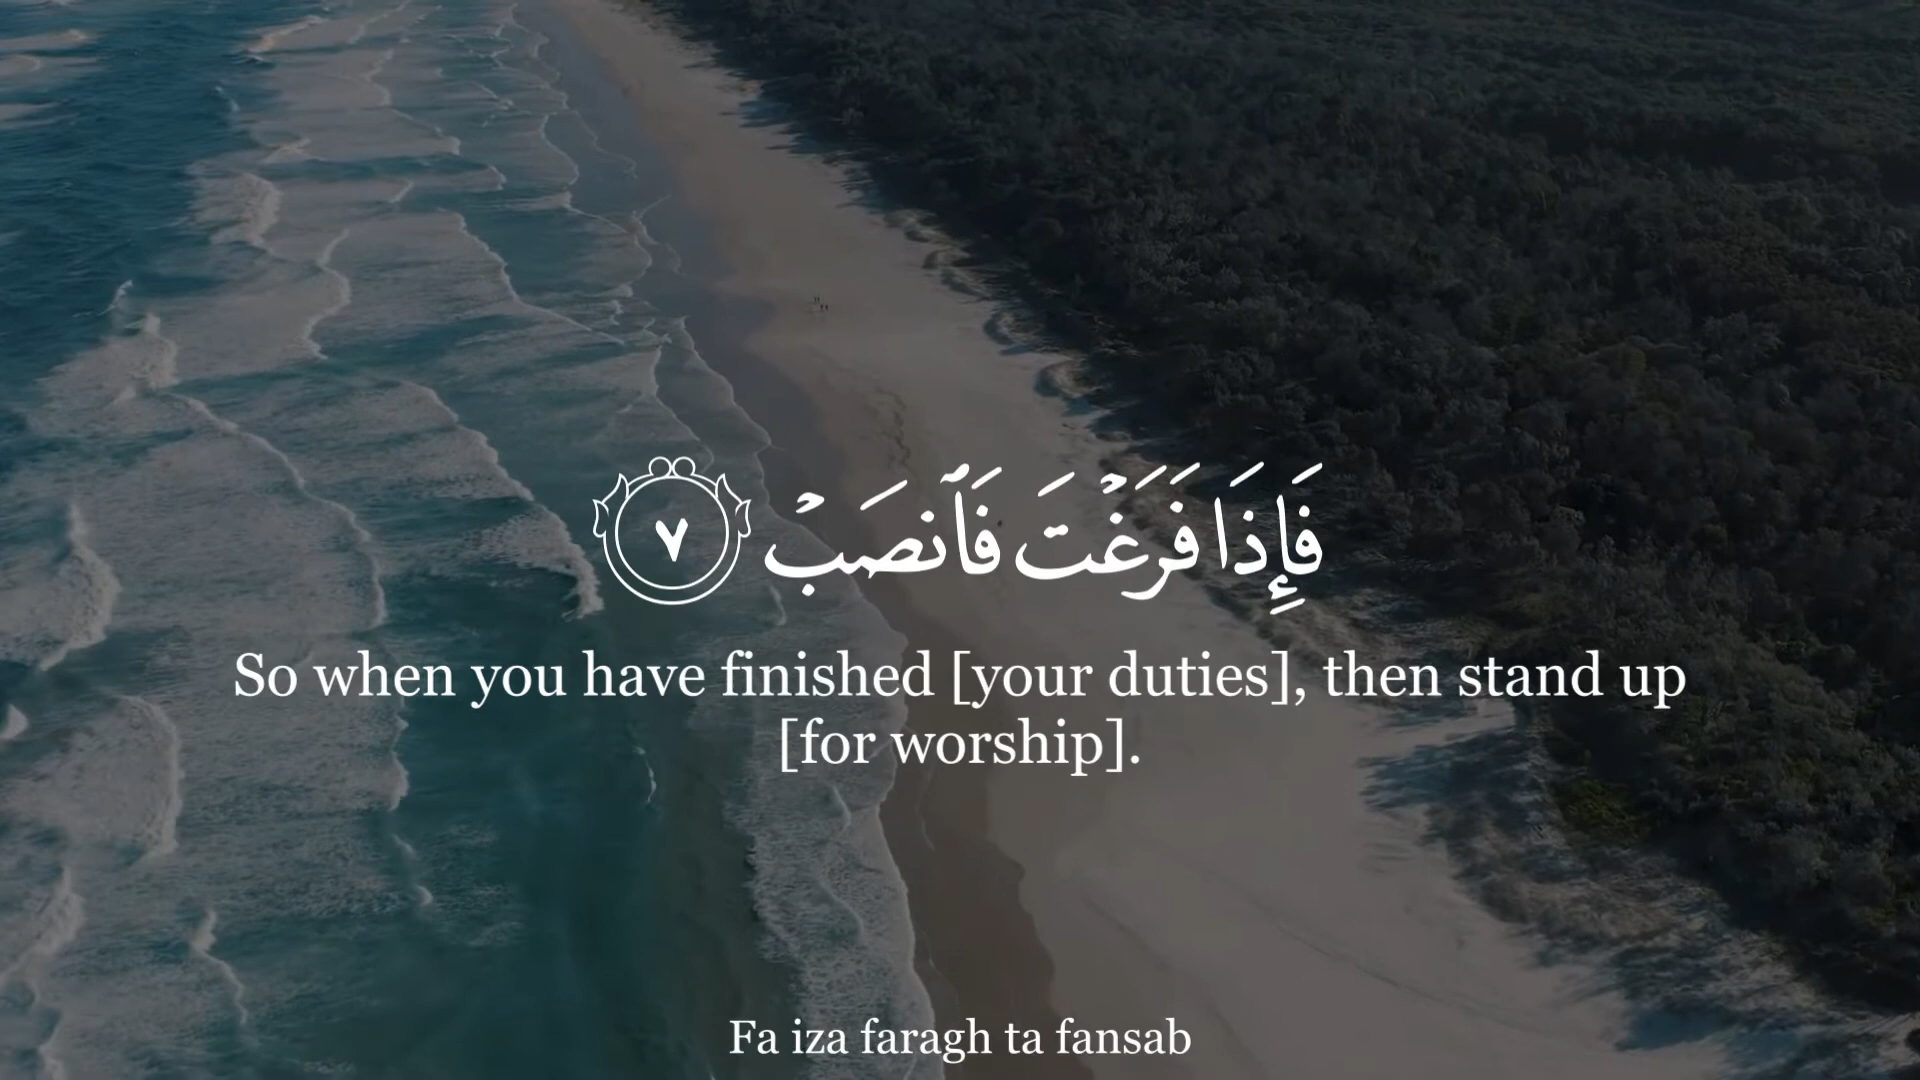 فَإِذَا فَرَغْتَ فَٱنصَبْ ٧
So when you have finished [your duties], then stand up
[for worship].
Fa iza faragh ta fansab